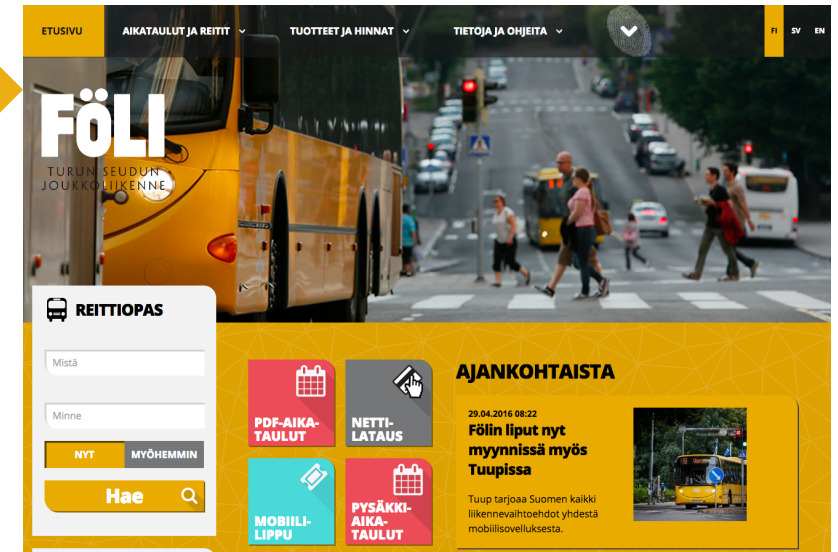 ETUSIVU
AIKATAULUT JA REITIT
TUOTTEET JA HINNAT
TIETOJA JA OHJEITA
FI
SV
EN
FÖLI
TURUN SEUDUN
JOUKKOLIIKENNE
REITTIOPAS
Mistä
Minne
NYT
MYÖHEMMIN
Hae
PDF-AIKA-
TAULUT
NETTI-
LATAUS
MOBIILI-
LIPPU
PYSÄKKI-
AIKA-
TAULUT
AJANKOHTAISTA
29.04.2016 08:22
Fölin liput nyt
myynnissä myös
Tuupissa
Tuup tarjoaa Suomen kaikki
liikennevaihtoehdot yhdestä
mobiilisovelluksesta.